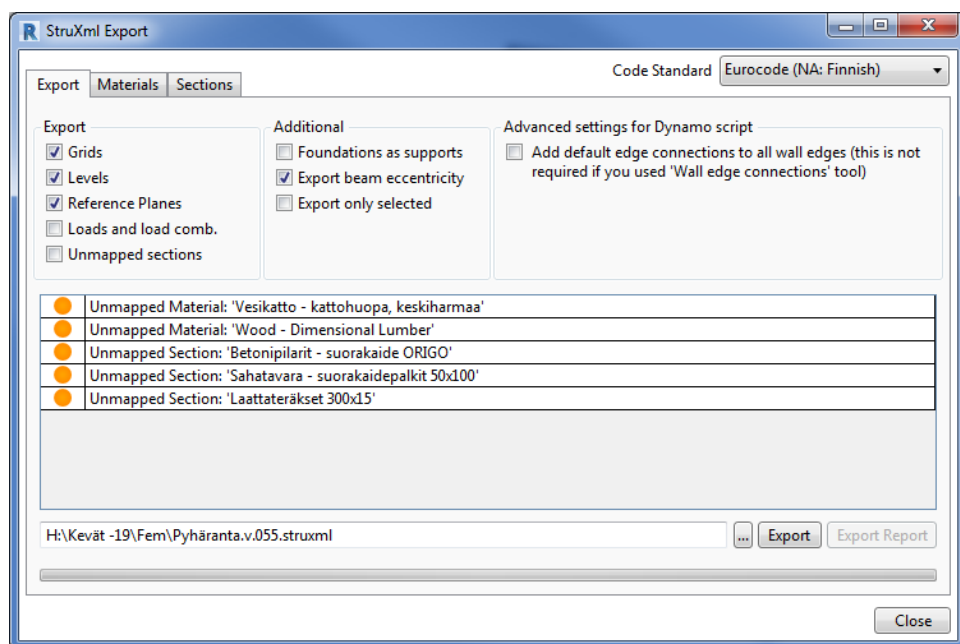 StruXml Export
Code Standard Eurocode (NA: Finnish)
Export Materials Sections
Export
Grids
Levels
Reference Planes
Loads and load comb.
Unmapped sections
Additional
Foundations as supports
Export beam eccentricity
Export only selected
Advanced settings for Dynamo script
Add default edge connections to all wall edges (this is not
required if you used 'Wall edge connections' tool)
Unmapped Material: 'Vesikatto - kattohuopa, keskiharmaa'
Unmapped Material: 'Wood - Dimensional Lumber'
Unmapped Section: 'Betonipilarit - suorakaide ORIGO'
Unmapped Section: 'Sahatavara - suorakaidepalkit 50x100'
Unmapped Section: 'Laattateräkset 300x15'
H:\Kevät -19\Fem\Pyhäranta.v.055.struxml ... Export Export Report
Close